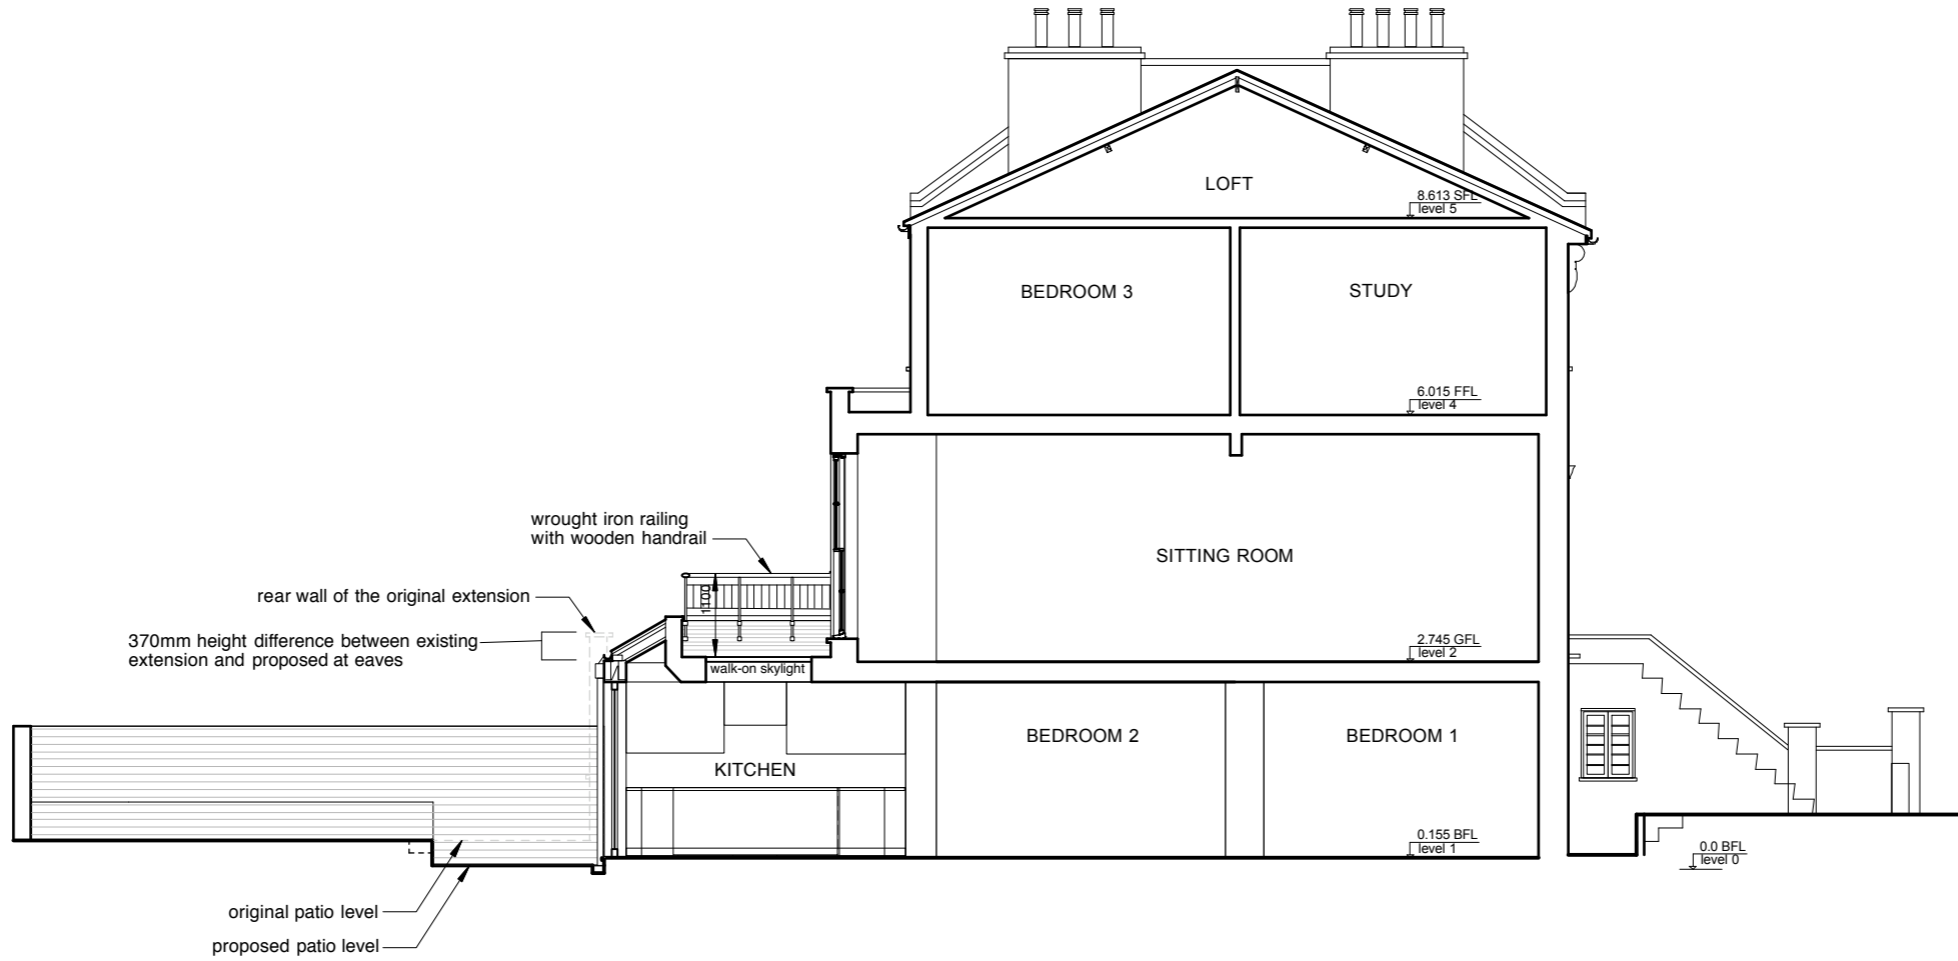 LOFT
8.613 SFL
level 5
BEDROOM 3
STUDY
6.015 FFL
level 4
wrought iron railing
with wooden handrail
SITTING ROOM
1100
rear wall of the original extension
370mm height difference between existing
extension and proposed at eaves
2.745 GFL
level 2
walk-on skylight
BEDROOM 2
BEDROOM 1
KITCHEN
0.155 BFL
level 1
0.0 BFL
level 0
original patio level
proposed patio level